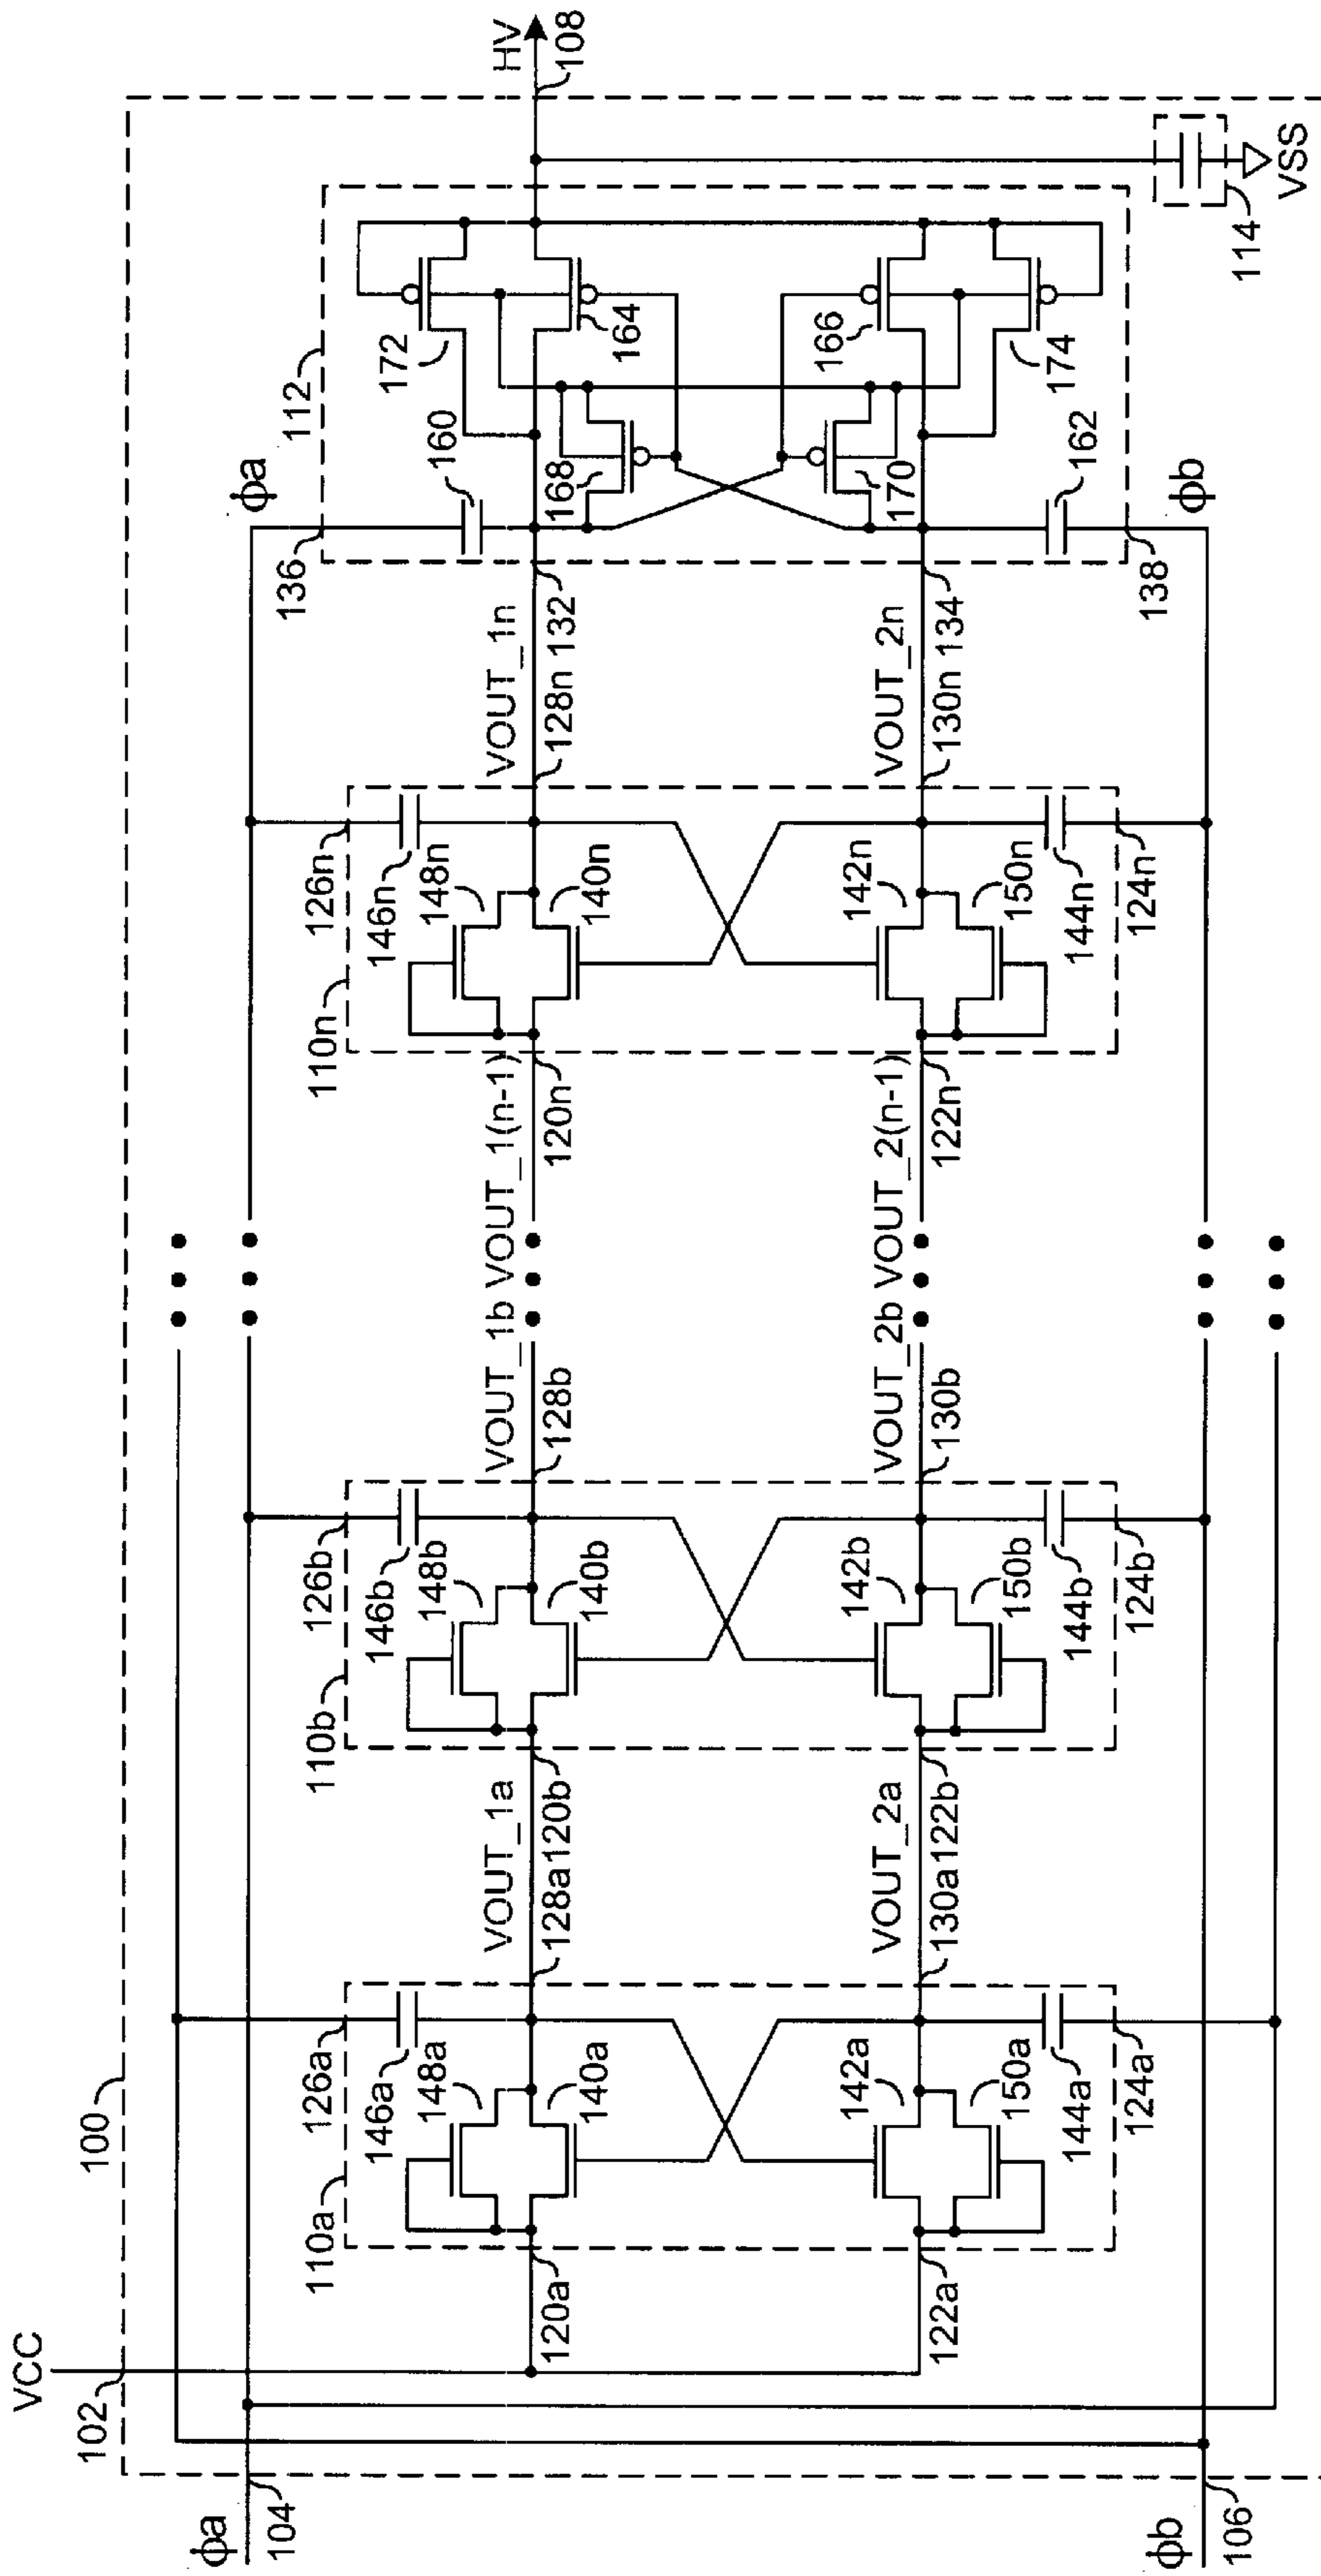 VCC
102
100
ϕa
104
ϕb
106
110a
126a
146a
148a
140a
120a
122a
142a
150a
144a
124a
VOUT_1a
128a 120b
VOUT_2a
130a 122b
110b
126b
146b
148b
140b
142b
150b
144b
124b
VOUT_1b VOUT_1(n-1)
128b
120n
VOUT_2b VOUT_2(n-1)
130b
122n
110n
126n
146n
148n
140n
142n
150n
144n
124n
VOUT_1n
128n 132
VOUT_2n
130n 134
136
ϕa
112
160
172
164
168
170
166
174
162
138
ϕb
HV
108
114
VSS